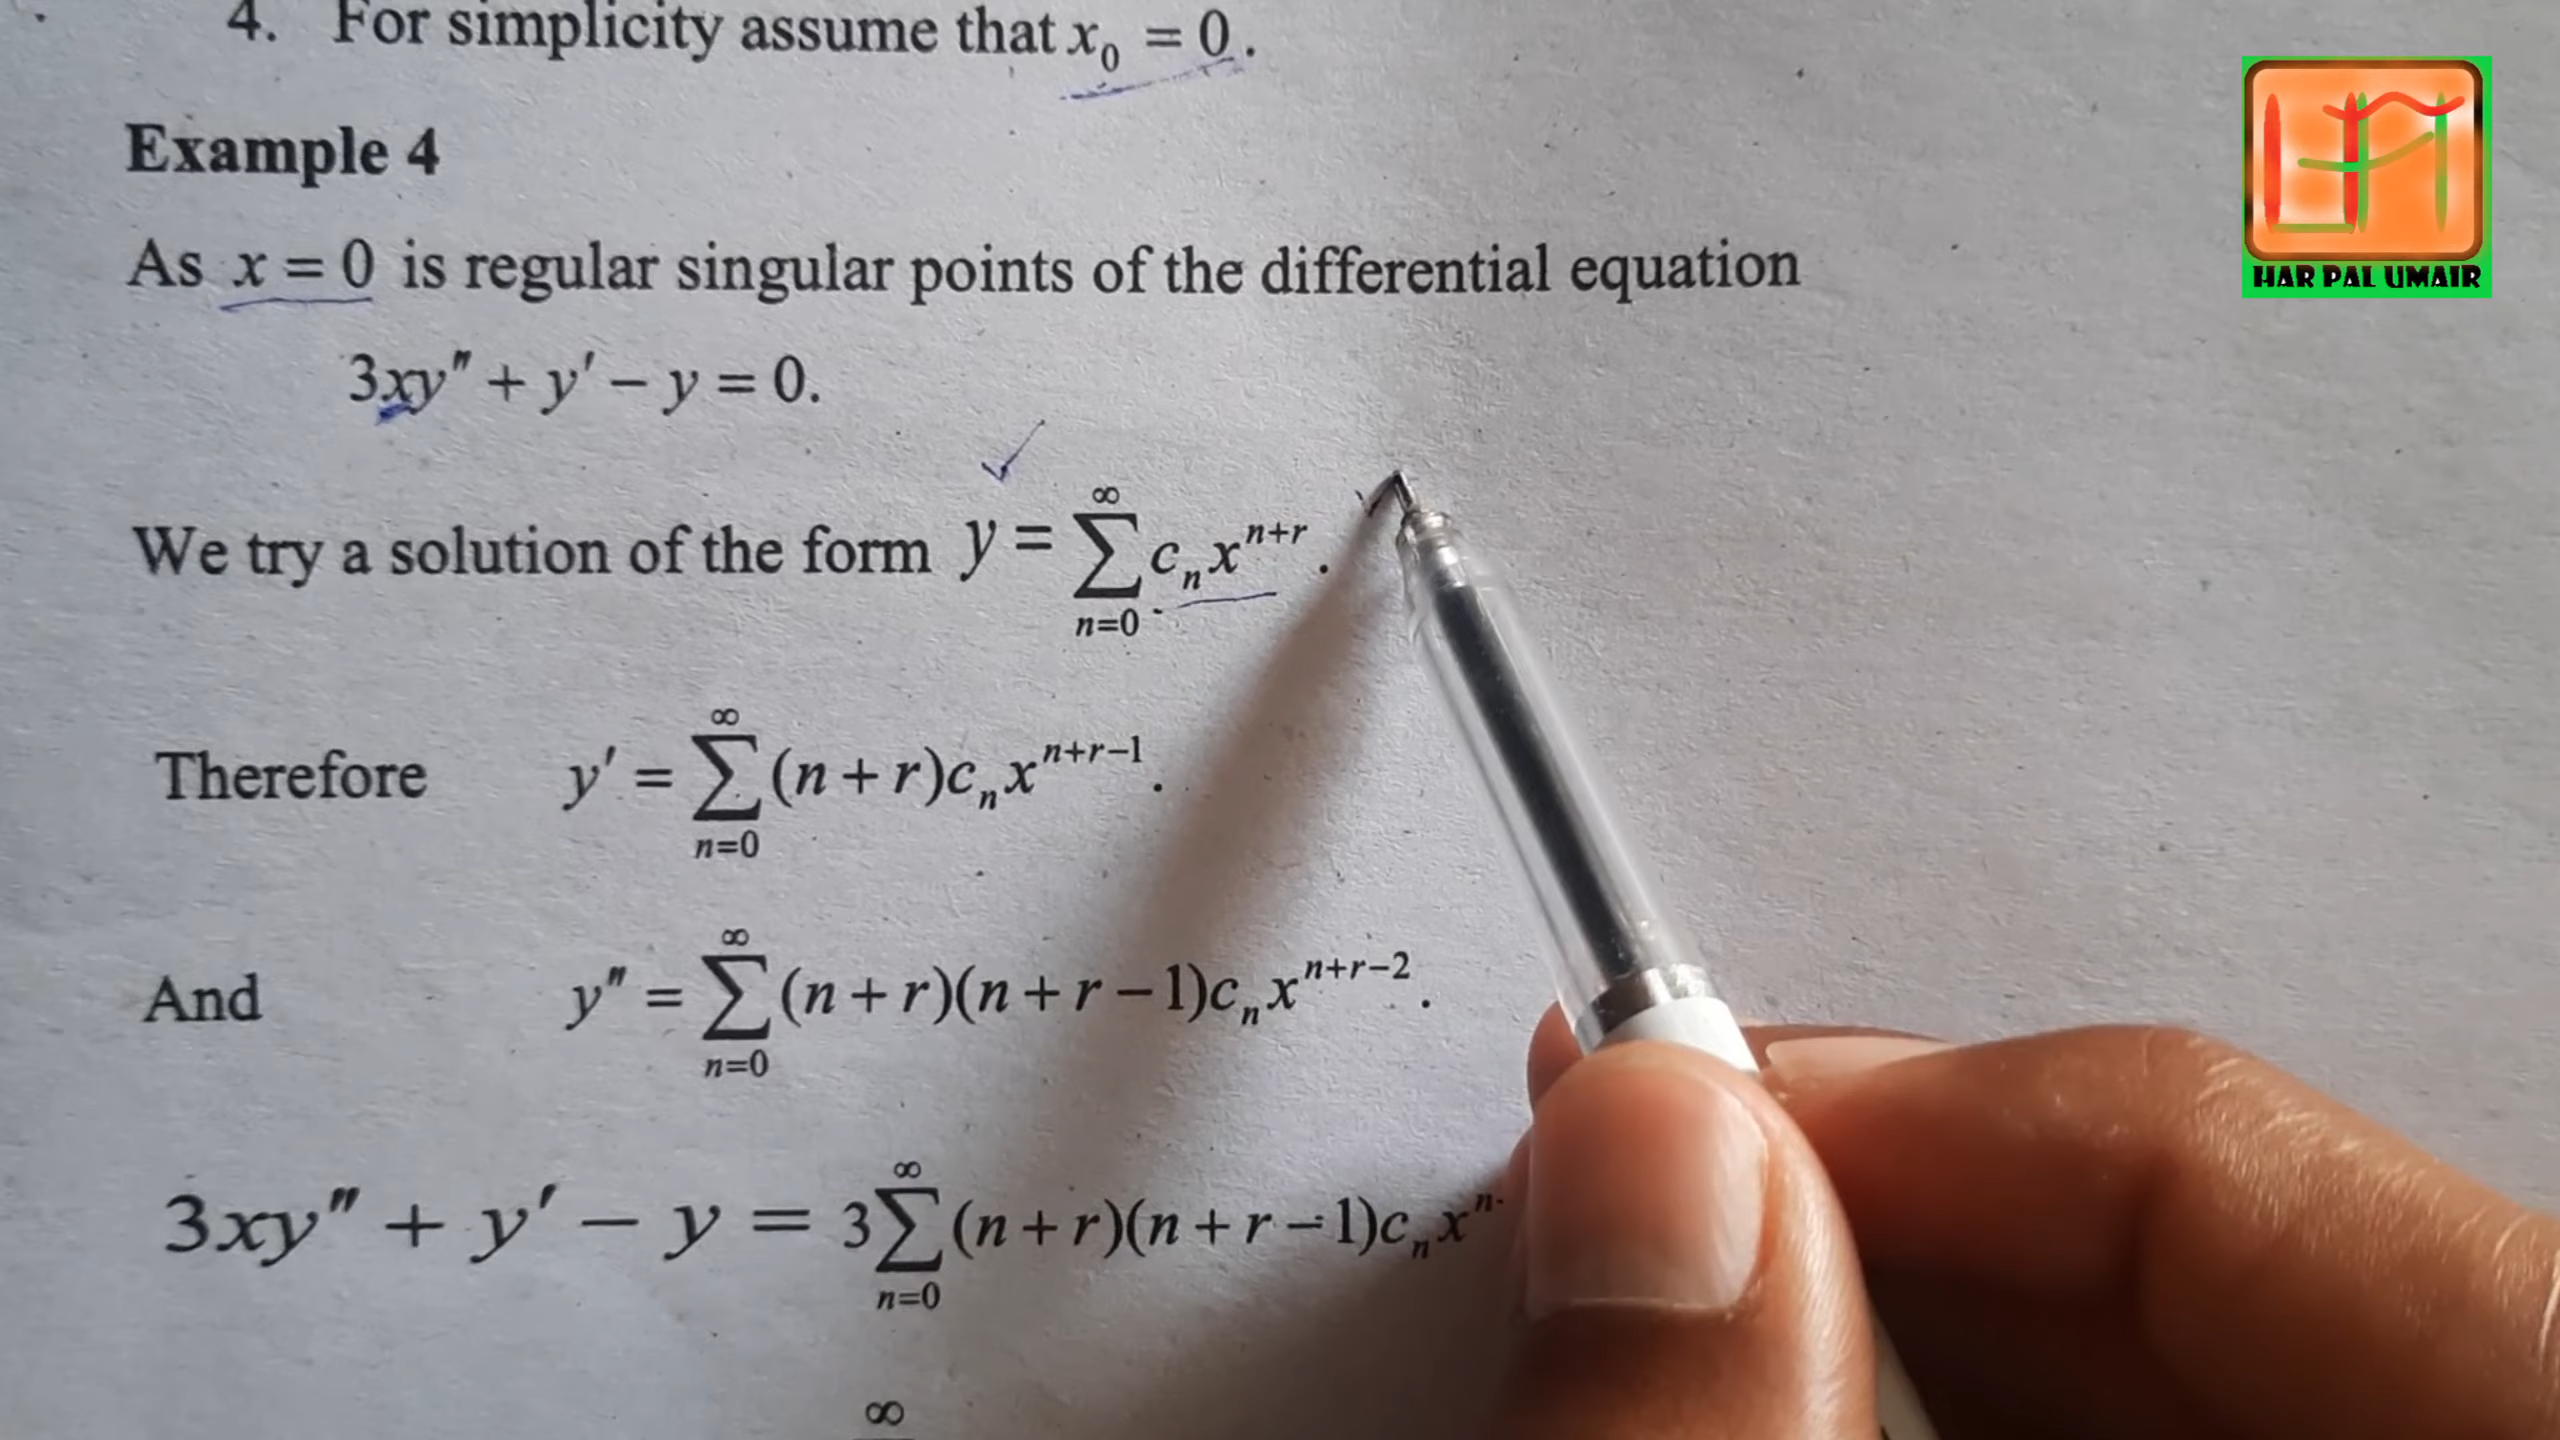 4. For simplicity assume that x₀ = 0.
HAR PAL UMAIR
Example 4
As x = 0 is regular singular points of the differential equation
3xy″ + y′ − y = 0.
We try a solution of the form y = ∑_{n=0}^{∞} cₙx^{n+r}.
Therefore y′ = ∑_{n=0}^{∞} (n + r)cₙx^{n+r−1}.
And y″ = ∑_{n=0}^{∞} (n + r)(n + r − 1)cₙx^{n+r−2}.
3xy″ + y′ − y = 3∑_{n=0}^{∞} (n + r)(n + r − 1)cₙx^{n
∞